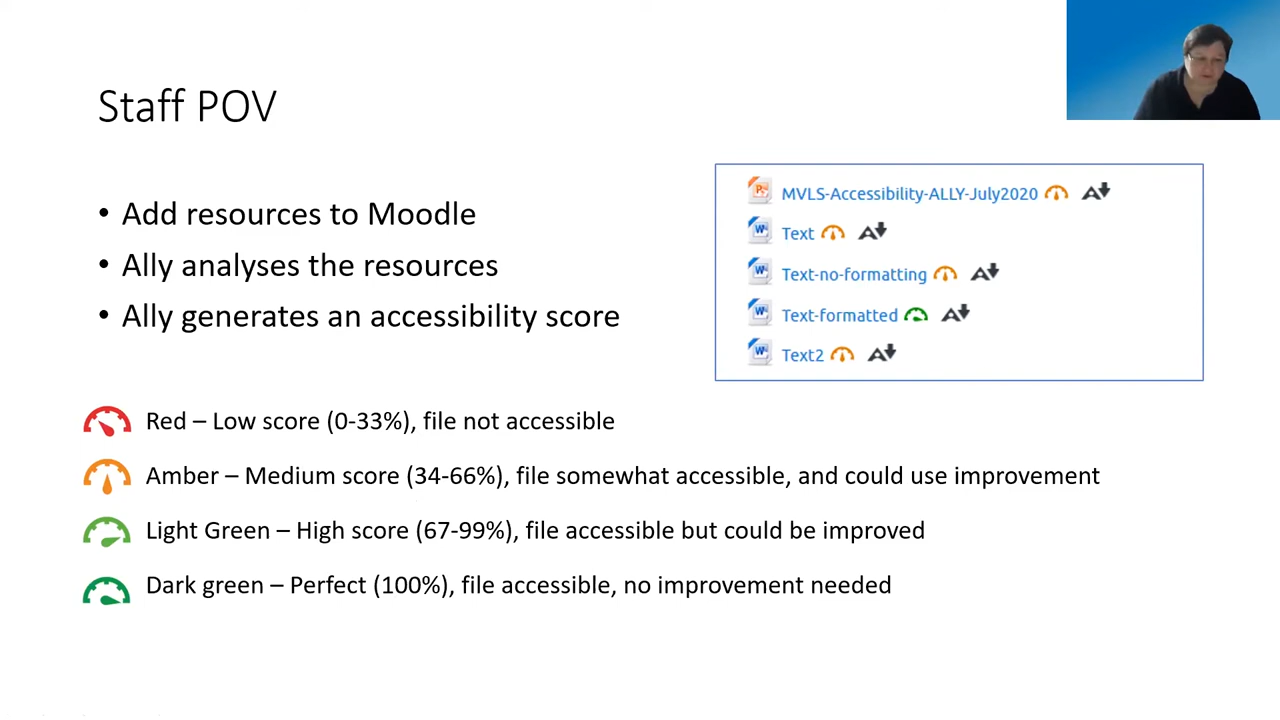 Staff POV
• Add resources to Moodle
• Ally analyses the resources
• Ally generates an accessibility score
MVLS-Accessibility-ALLY-July2020
Text
Text-no-formatting
Text-formatted
Text2
Red – Low score (0-33%), file not accessible
Amber – Medium score (34-66%), file somewhat accessible, and could use improvement
Light Green – High score (67-99%), file accessible but could be improved
Dark green – Perfect (100%), file accessible, no improvement needed